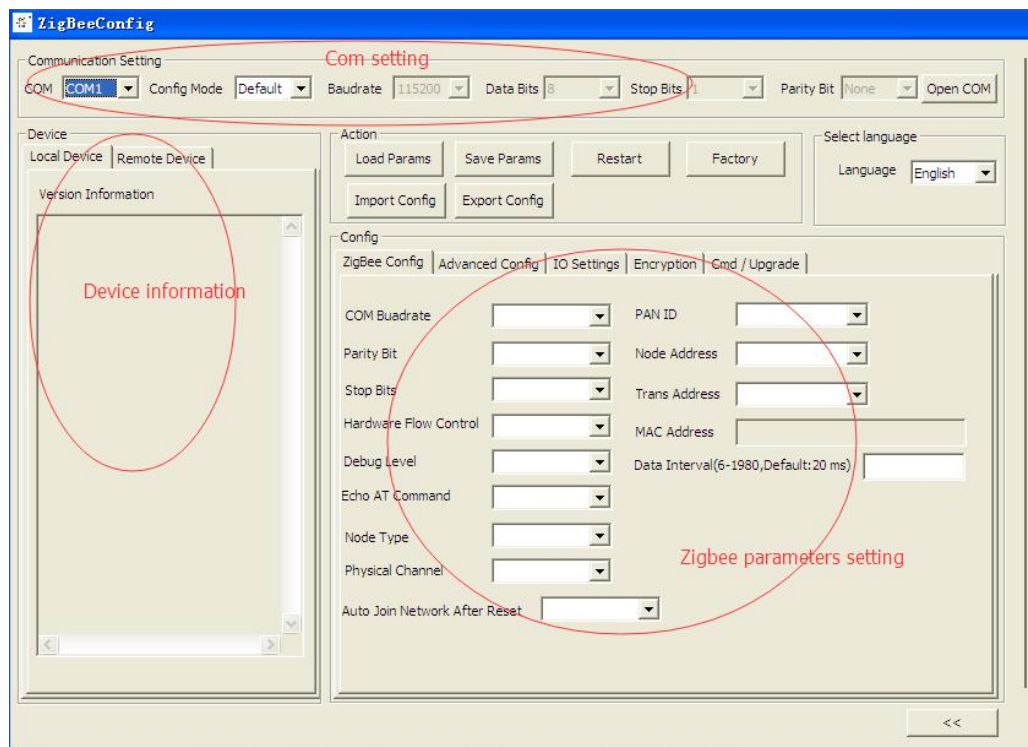 ZigBeeConfig
Communication Setting
Com setting
COM COM1 Config Mode Default Baudrate 115200 Data Bits 8 Stop Bits 1 Parity Bit None Open COM
Device
Local Device Remote Device
Version Information
Device information
Action
Load Params Save Params Restart Factory
Import Config Export Config
Select language
Language English
Config
ZigBee Config Advanced Config IO Settings Encryption Cmd / Upgrade
COM Buadrate PAN ID
Parity Bit Node Address
Stop Bits Trans Address
Hardware Flow Control MAC Address
Debug Level Data Interval(6-1980,Default:20 ms)
Echo AT Command
Node Type
Zigbee parameters setting
Physical Channel
Auto Join Network After Reset
<<